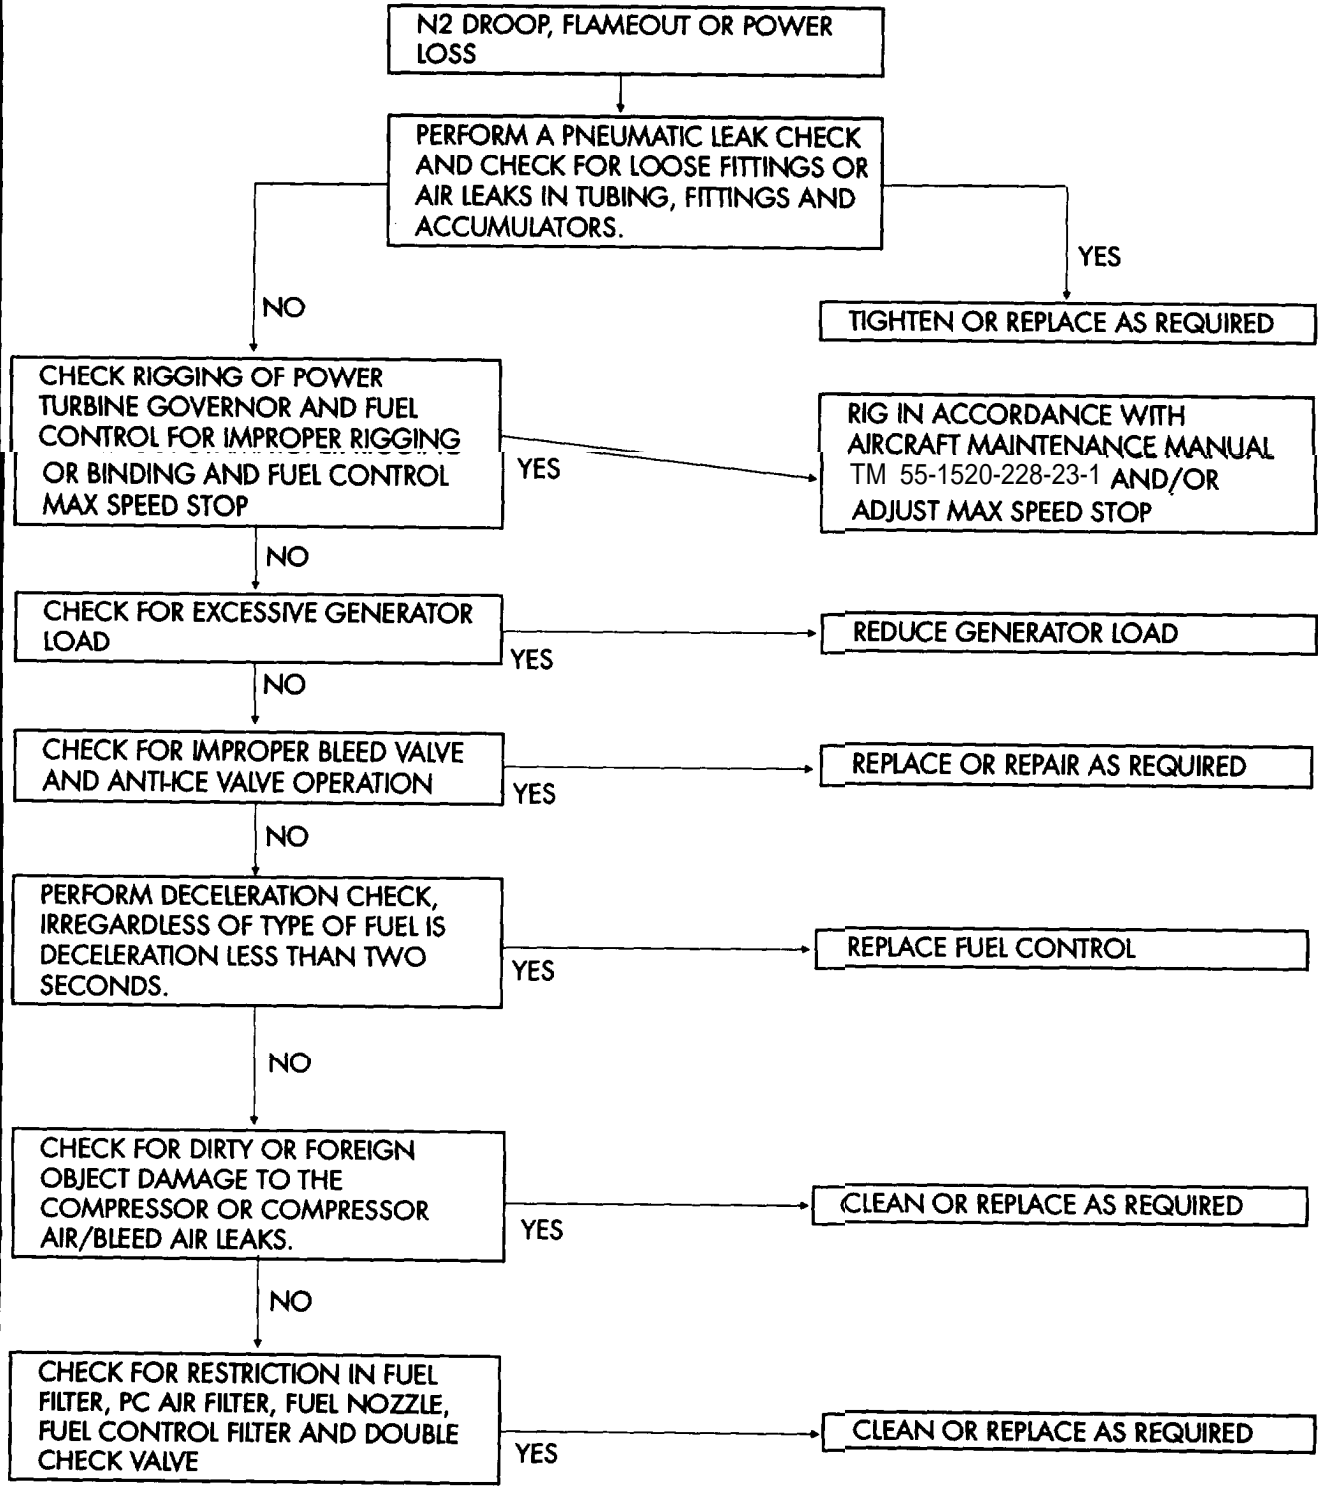 N2 DROOP, FLAMEOUT OR POWER
LOSS
PERFORM A PNEUMATIC LEAK CHECK
AND CHECK FOR LOOSE FITTINGS OR
AIR LEAKS IN TUBING, FITTINGS AND
ACCUMULATORS.
YES
NO
TIGHTEN OR REPLACE AS REQUIRED
CHECK RIGGING OF POWER
TURBINE GOVERNOR AND FUEL
CONTROL FOR IMPROPER RIGGING
OR BINDING AND FUEL CONTROL
MAX SPEED STOP
YES
RIG IN ACCORDANCE WITH
AIRCRAFT MAINTENANCE MANUAL
TM 55-1520-228-23-1 AND/OR
ADJUST MAX SPEED STOP
NO
CHECK FOR EXCESSIVE GENERATOR
LOAD
YES
REDUCE GENERATOR LOAD
NO
CHECK FOR IMPROPER BLEED VALVE
AND ANTI-ICE VALVE OPERATION
YES
REPLACE OR REPAIR AS REQUIRED
NO
PERFORM DECELERATION CHECK,
IRREGARDLESS OF TYPE OF FUEL IS
DECELERATION LESS THAN TWO
SECONDS.
YES
REPLACE FUEL CONTROL
NO
CHECK FOR DIRTY OR FOREIGN
OBJECT DAMAGE TO THE
COMPRESSOR OR COMPRESSOR
AIR/BLEED AIR LEAKS.
YES
CLEAN OR REPLACE AS REQUIRED
NO
CHECK FOR RESTRICTION IN FUEL
FILTER, PC AIR FILTER, FUEL NOZZLE,
FUEL CONTROL FILTER AND DOUBLE
CHECK VALVE
YES
CLEAN OR REPLACE AS REQUIRED